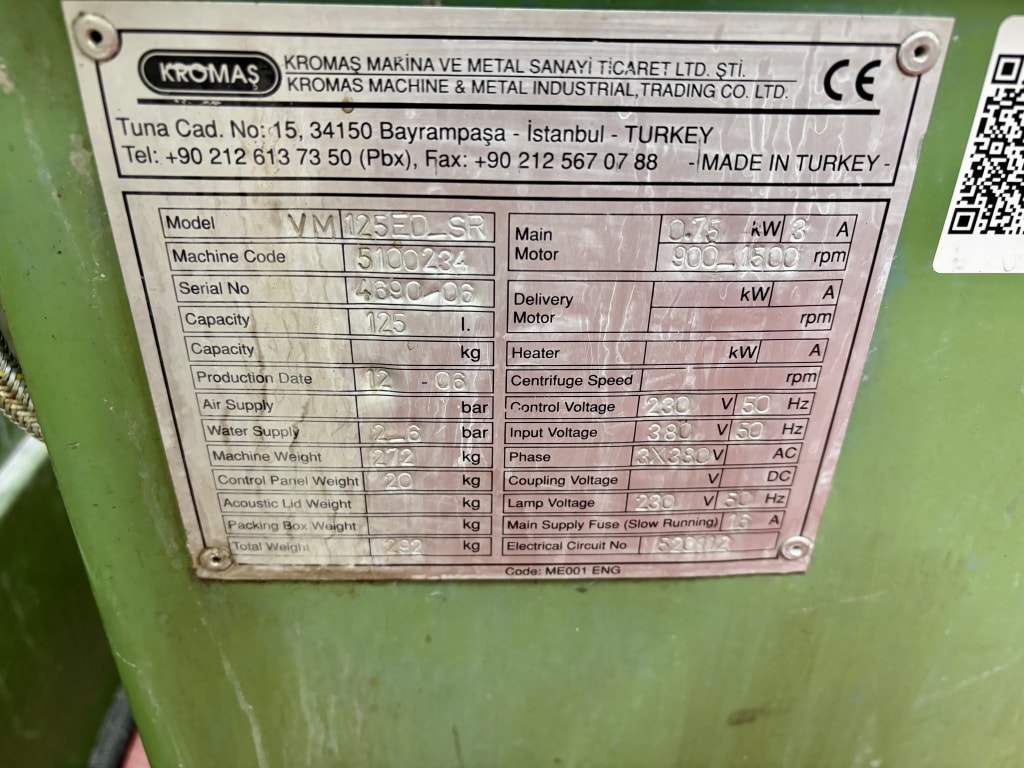 KROMAŞ
KROMAŞ MAKİNA VE METAL SANAYİ TİCARET LTD. ŞTİ.
KROMAS MACHINE & METAL INDUSTRIAL,TRADING CO. LTD.
CE
Tuna Cad. No: 15, 34150 Bayrampaşa - İstanbul - TURKEY
Tel: +90 212 613 73 50 (Pbx), Fax: +90 212 567 07 88 - MADE IN TURKEY -
Model VM125ED_SR
Machine Code 5100234
Serial No 4690-06
Capacity 125 l.
Capacity kg
Production Date 12 -06
Air Supply bar
Water Supply 2_6 bar
Machine Weight 272 kg
Control Panel Weight 20 kg
Acoustic Lid Weight kg
Packing Box Weight kg
Total Weight 292 kg
Main Motor 0.75 kW 3 A
900_1500 rpm
Delivery Motor kW A
rpm
Heater kW A
Centrifuge Speed rpm
Control Voltage 230 V 50 Hz
Input Voltage 380 V 50 Hz
Phase 3X380V AC
Coupling Voltage V DC
Lamp Voltage 230 V 50 Hz
Main Supply Fuse (Slow Running) A
Electrical Circuit No
Code: ME001 ENG